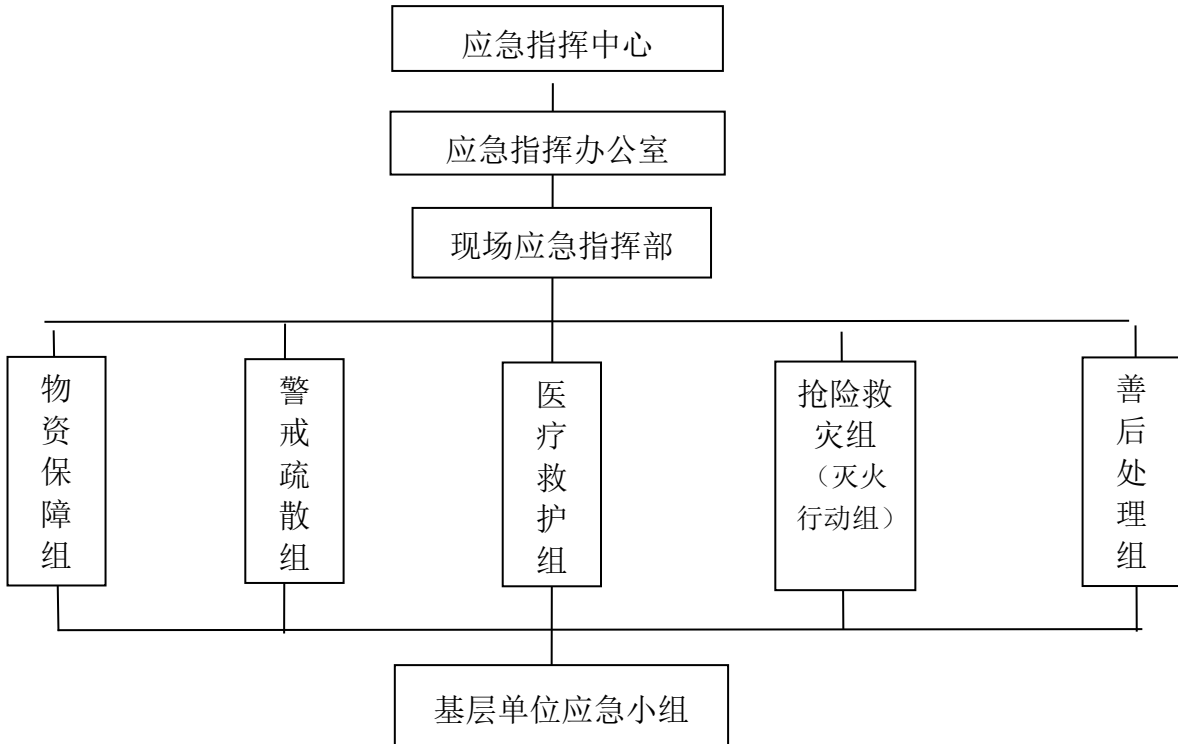 应急指挥中心
应急指挥办公室
现场应急指挥部
物资保障组
警戒疏散组
医疗救护组
抢险救
灾组
（灭火
行动组）
善后处理组
基层单位应急小组